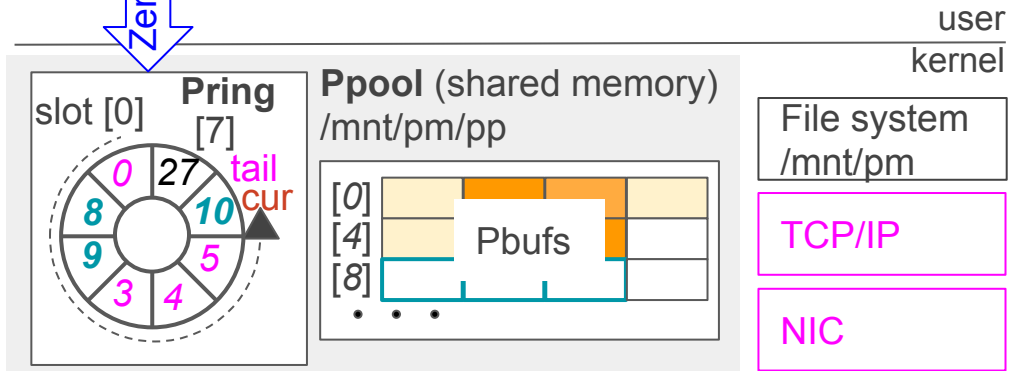 Zer
user
kernel
slot [0]
Pring
[7]
tail
cur
0
27
8
10
9
5
3
4
Ppool (shared memory)
/mnt/pm/pp
[0]
[4]
[8]
Pbufs
• • •
File system
/mnt/pm
TCP/IP
NIC